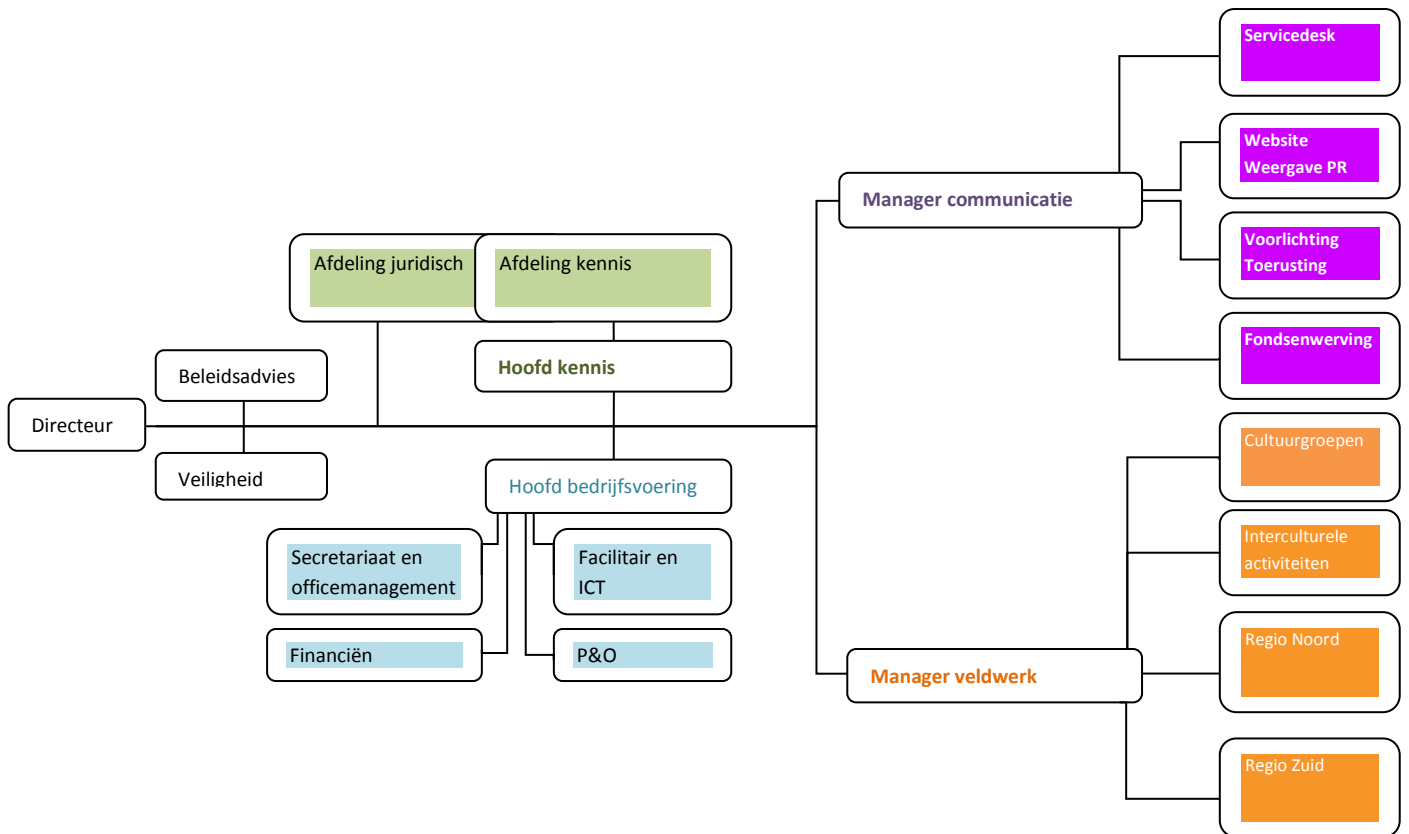 Servicedesk
Website
Weergave PR
Manager communicatie
Voorlichting
Toerusting
Afdeling juridisch
Afdeling kennis
Fondsenwerving
Hoofd kennis
Beleidsadvies
Directeur
Cultuurgroepen
Veiligheid
Hoofd bedrijfsvoering
Interculturele
activiteiten
Secretariaat en
officemanagement
Facilitair en
ICT
Regio Noord
Financiën
P&O
Manager veldwerk
Regio Zuid